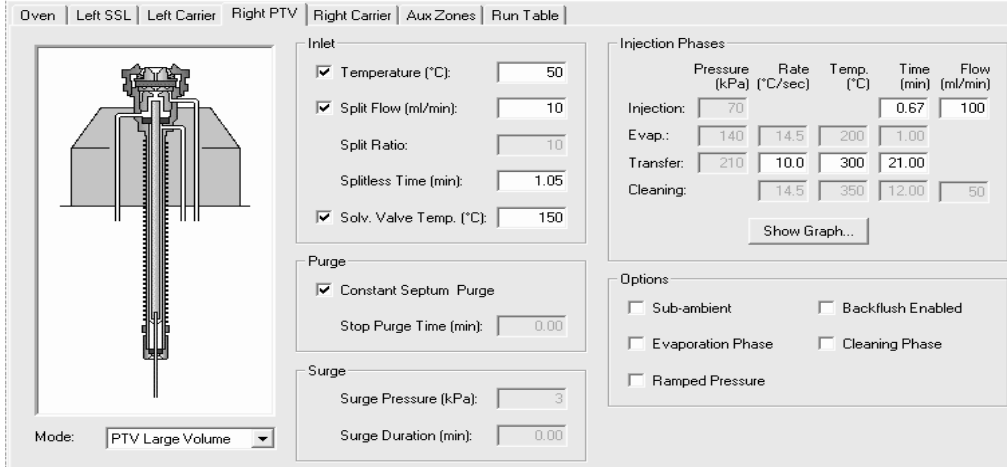 Oven Left SSL Left Carrier Right PTV Right Carrier Aux Zones Run Table
Inlet
Temperature (°C): 50
Split Flow (ml/min): 10
Split Ratio: 10
Splitless Time (min): 1.05
Solv. Valve Temp. (°C): 150
Purge
Constant Septum Purge
Stop Purge Time (min): 0.00
Surge
Surge Pressure (kPa): 3
Surge Duration (min): 0.00
Mode: PTV Large Volume
Injection Phases
Pressure Rate Temp. Time Flow
(kPa) (°C/sec) (°C) (min) (ml/min)
Injection: 70 0.67 100
Evap.: 140 14.5 200 1.00
Transfer: 210 10.0 300 21.00
Cleaning: 14.5 350 12.00 50
Show Graph...
Options
Sub-ambient Backflush Enabled
Evaporation Phase Cleaning Phase
Ramped Pressure